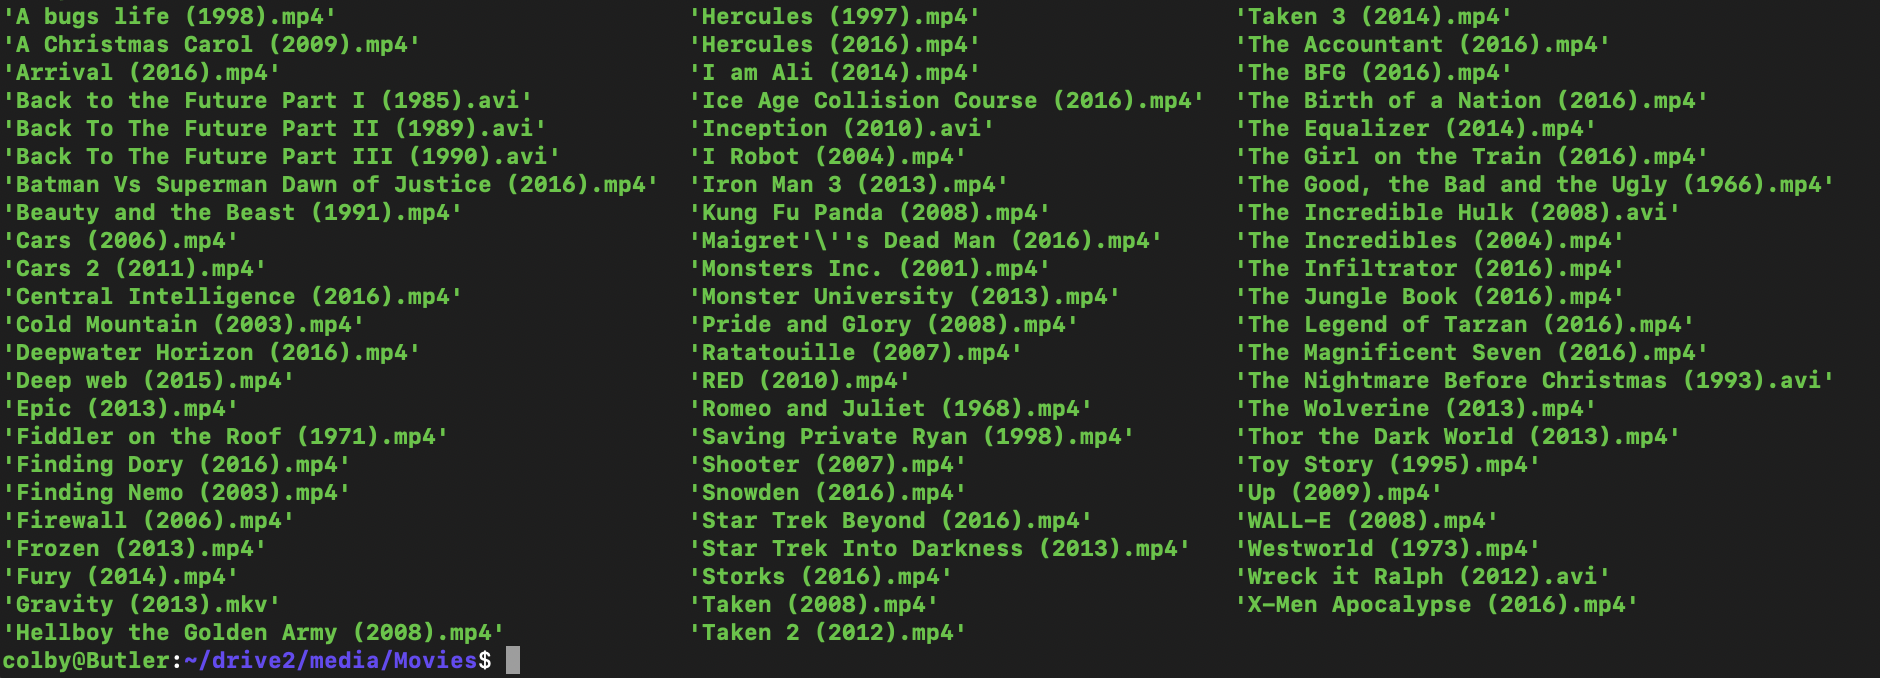 'A bugs life (1998).mp4' 'Hercules (1997).mp4' 'Taken 3 (2014).mp4'
'A Christmas Carol (2009).mp4' 'Hercules (2016).mp4' 'The Accountant (2016).mp4'
'Arrival (2016).mp4' 'I am Ali (2014).mp4' 'The BFG (2016).mp4'
'Back to the Future Part I (1985).avi' 'Ice Age Collision Course (2016).mp4' 'The Birth of a Nation (2016).mp4'
'Back To The Future Part II (1989).avi' 'Inception (2010).avi' 'The Equalizer (2014).mp4'
'Back To The Future Part III (1990).avi' 'I Robot (2004).mp4' 'The Girl on the Train (2016).mp4'
'Batman Vs Superman Dawn of Justice (2016).mp4' 'Iron Man 3 (2013).mp4' 'The Good, the Bad and the Ugly (1966).mp4'
'Beauty and the Beast (1991).mp4' 'Kung Fu Panda (2008).mp4' 'The Incredible Hulk (2008).avi'
'Cars (2006).mp4' 'Maigret'\''s Dead Man (2016).mp4' 'The Incredibles (2004).mp4'
'Cars 2 (2011).mp4' 'Monsters Inc. (2001).mp4' 'The Infiltrator (2016).mp4'
'Central Intelligence (2016).mp4' 'Monster University (2013).mp4' 'The Jungle Book (2016).mp4'
'Cold Mountain (2003).mp4' 'Pride and Glory (2008).mp4' 'The Legend of Tarzan (2016).mp4'
'Deepwater Horizon (2016).mp4' 'Ratatouille (2007).mp4' 'The Magnificent Seven (2016).mp4'
'Deep web (2015).mp4' 'RED (2010).mp4' 'The Nightmare Before Christmas (1993).avi'
'Epic (2013).mp4' 'Romeo and Juliet (1968).mp4' 'The Wolverine (2013).mp4'
'Fiddler on the Roof (1971).mp4' 'Saving Private Ryan (1998).mp4' 'Thor the Dark World (2013).mp4'
'Finding Dory (2016).mp4' 'Shooter (2007).mp4' 'Toy Story (1995).mp4'
'Finding Nemo (2003).mp4' 'Snowden (2016).mp4' 'Up (2009).mp4'
'Firewall (2006).mp4' 'Star Trek Beyond (2016).mp4' 'WALL-E (2008).mp4'
'Frozen (2013).mp4' 'Star Trek Into Darkness (2013).mp4' 'Westworld (1973).mp4'
'Fury (2014).mp4' 'Storks (2016).mp4' 'Wreck it Ralph (2012).avi'
'Gravity (2013).mkv' 'Taken (2008).mp4' 'X-Men Apocalypse (2016).mp4'
'Hellboy the Golden Army (2008).mp4' 'Taken 2 (2012).mp4'
colby@Butler:~/drive2/media/Movies$